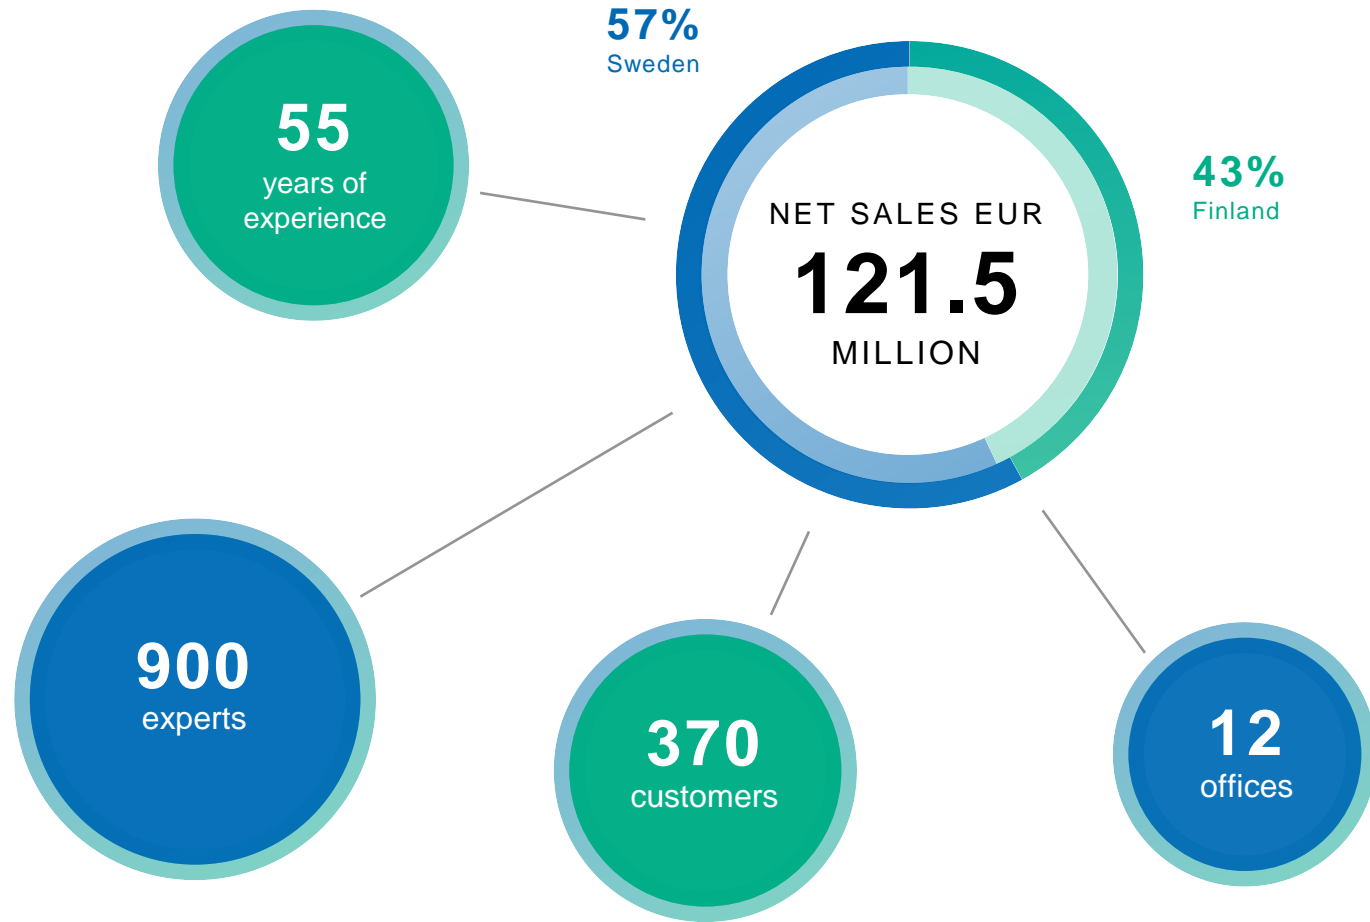 57%
Sweden
55
years of
experience
43%
Finland
NET SALES EUR
121.5
MILLION
900
experts
370
customers
12
offices